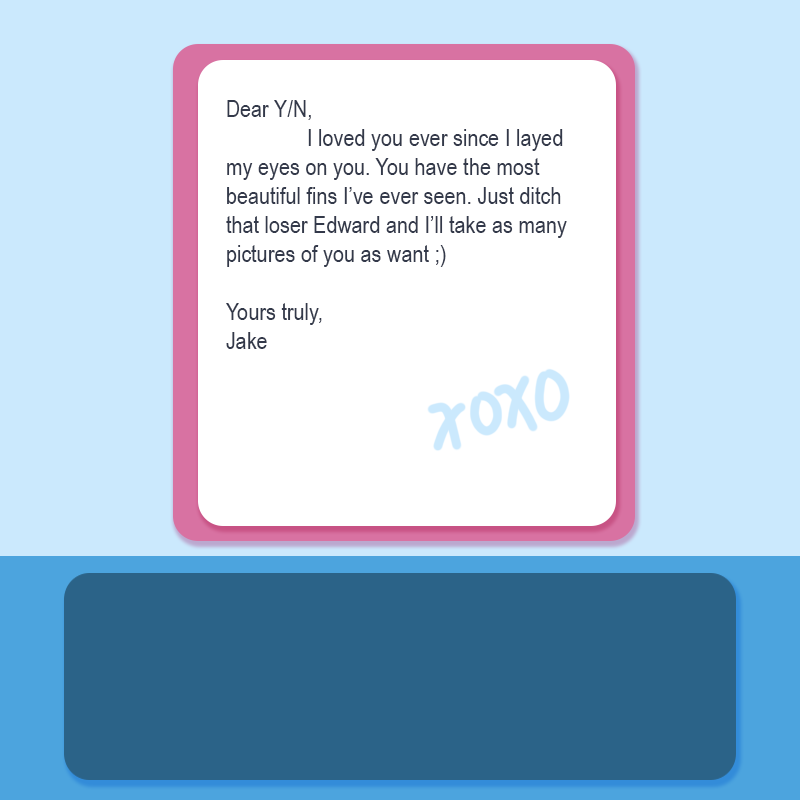 Dear Y/N,
I loved you ever since I layed
my eyes on you. You have the most
beautiful fins I’ve ever seen. Just ditch
that loser Edward and I’ll take as many
pictures of you as want ;)
Yours truly,
Jake
xoxo